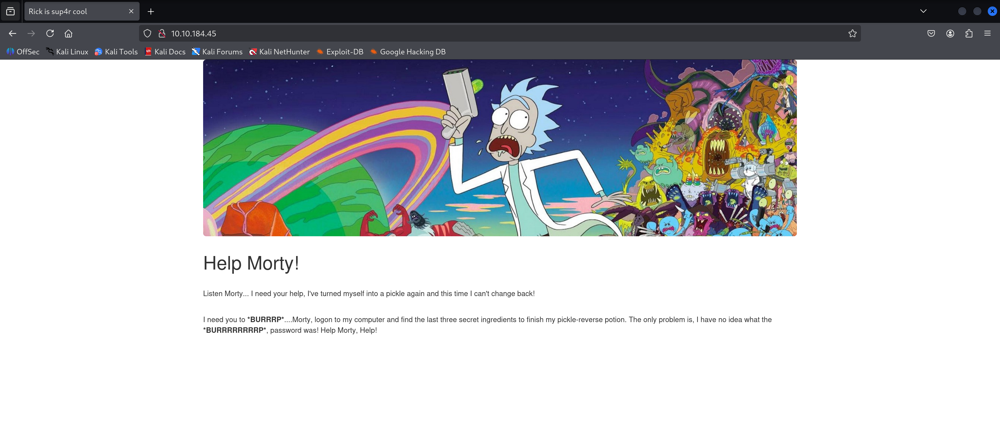 Rick is sup4r cool
10.10.184.45
OffSec Kali Linux Kali Tools Kali Docs Kali Forums Kali NetHunter Exploit-DB Google Hacking DB
Help Morty!
Listen Morty... I need your help, I've turned myself into a pickle again and this time I can't change back!
I need you to *BURRRP*....Morty, logon to my computer and find the last three secret ingredients to finish my pickle-reverse potion. The only problem is, I have no idea what the
*BURRRRRRRRRP*, password was! Help Morty, Help!